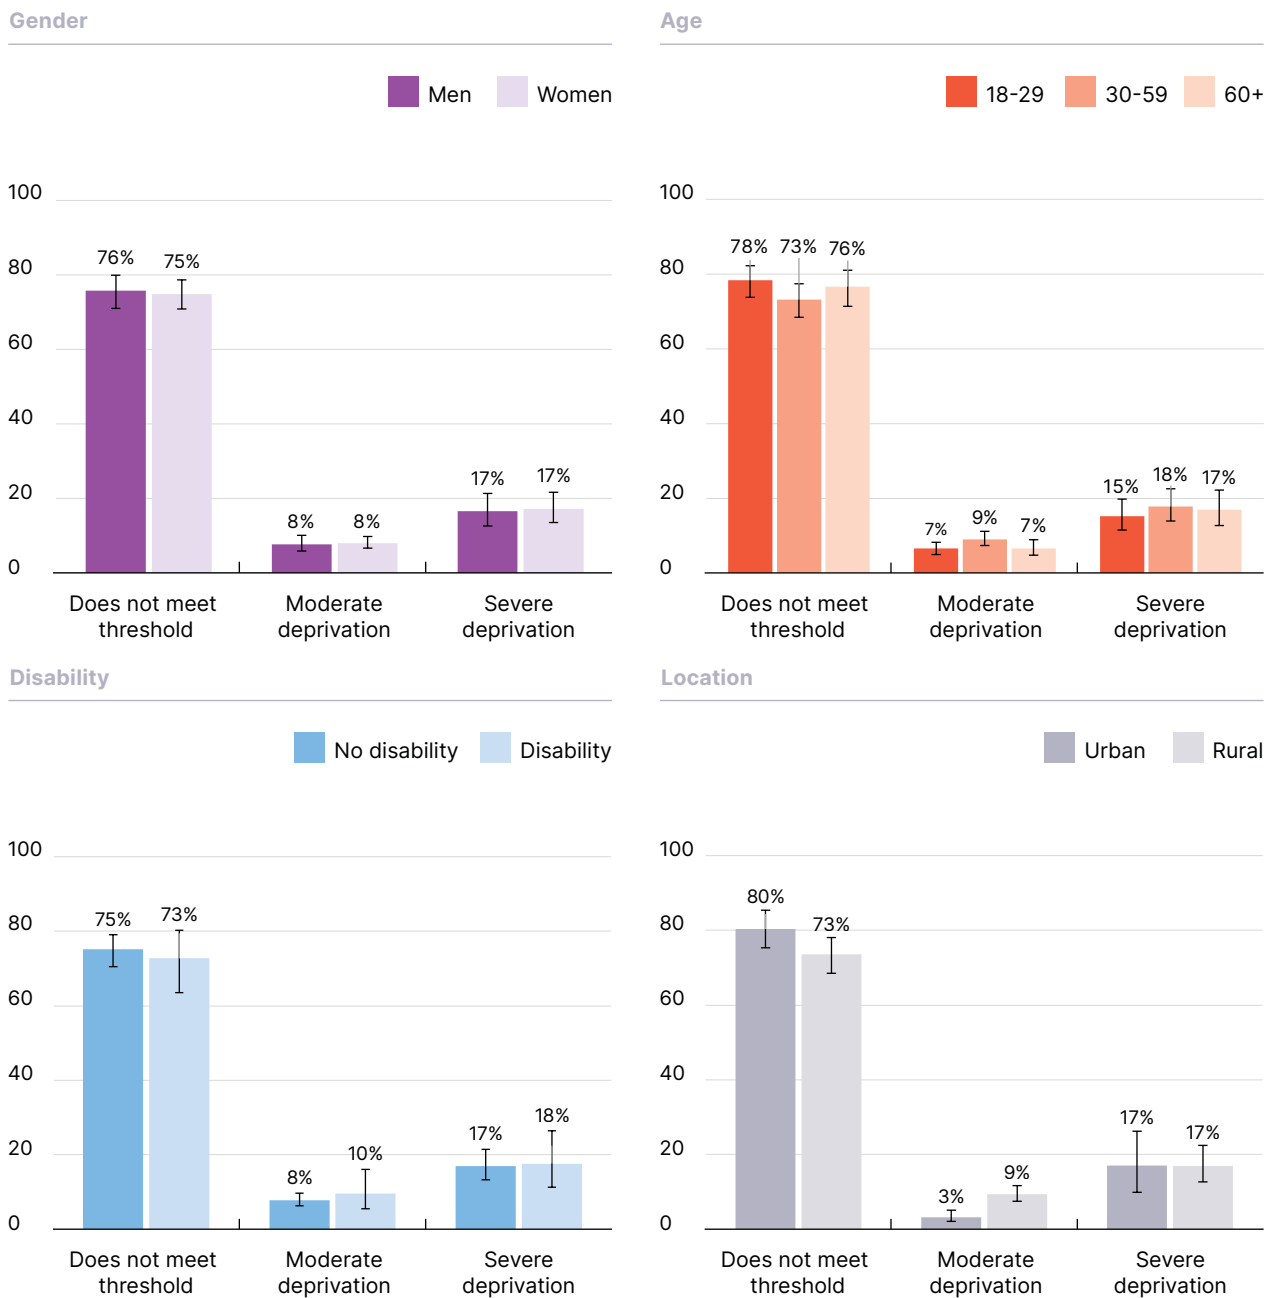 Gender
Men Women
100
80
60
40
20
0
76% 75%
8% 8%
17% 17%
Does not meet threshold
Moderate deprivation
Severe deprivation
Age
18-29 30-59 60+
100
80
60
40
20
0
78% 73% 76%
7% 9% 7%
15% 18% 17%
Does not meet threshold
Moderate deprivation
Severe deprivation
Disability
No disability Disability
100
80
60
40
20
0
75% 73%
8% 10%
17% 18%
Does not meet threshold
Moderate deprivation
Severe deprivation
Location
Urban Rural
100
80
60
40
20
0
80% 73%
3% 9%
17% 17%
Does not meet threshold
Moderate deprivation
Severe deprivation